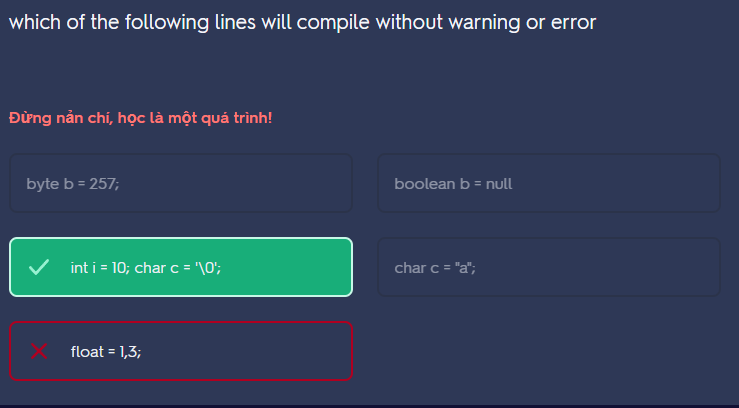 which of the following lines will compile without warning or error
Đừng nản chí, học là một quá trình!
byte b = 257;
boolean b = null
int i = 10; char c = '\0';
char c = "a";
float = 1,3;